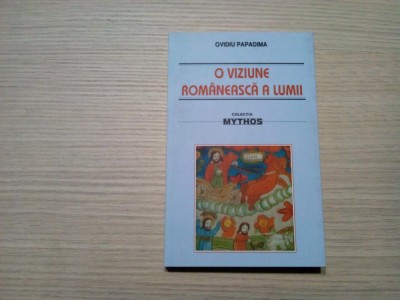 OVIDIU PAPADIMA
O VIZIUNE
ROMÂNEASCĂ A LUMII
COLECȚIA
MYTHOS